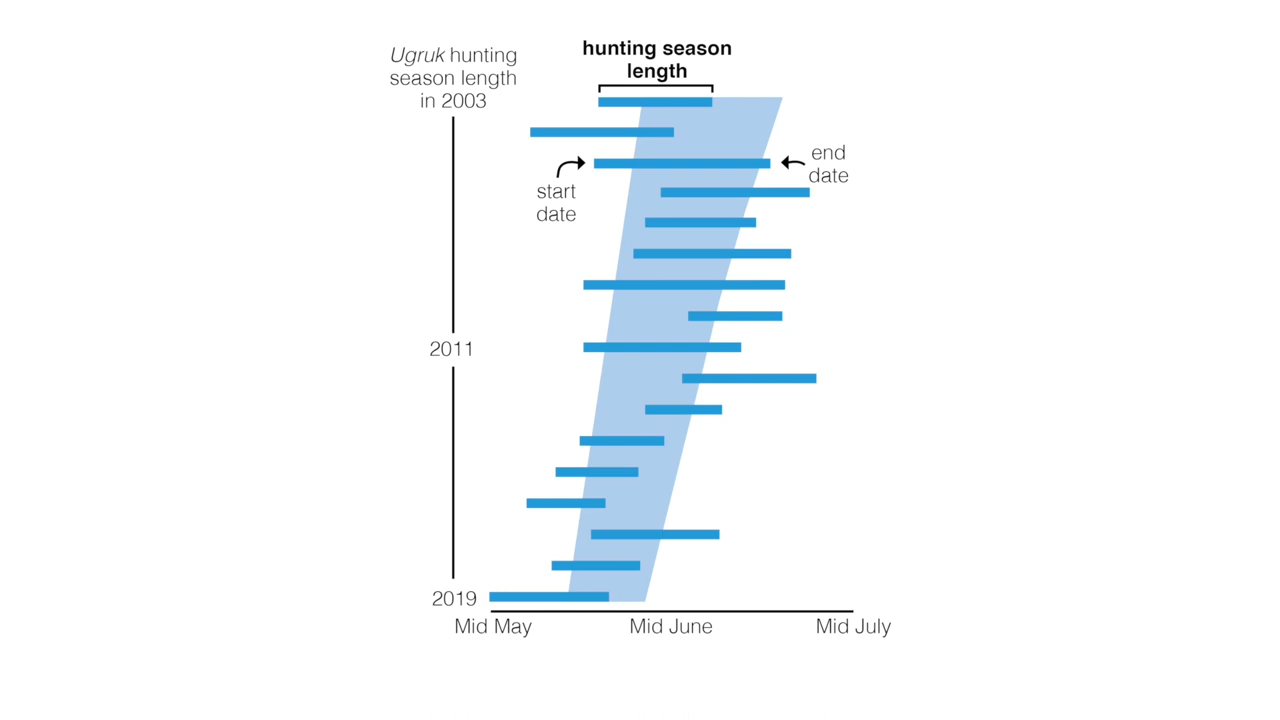 Ugruk hunting
season length
in 2003
hunting season
length
start
date
end
date
2011
2019
Mid May
Mid June
Mid July